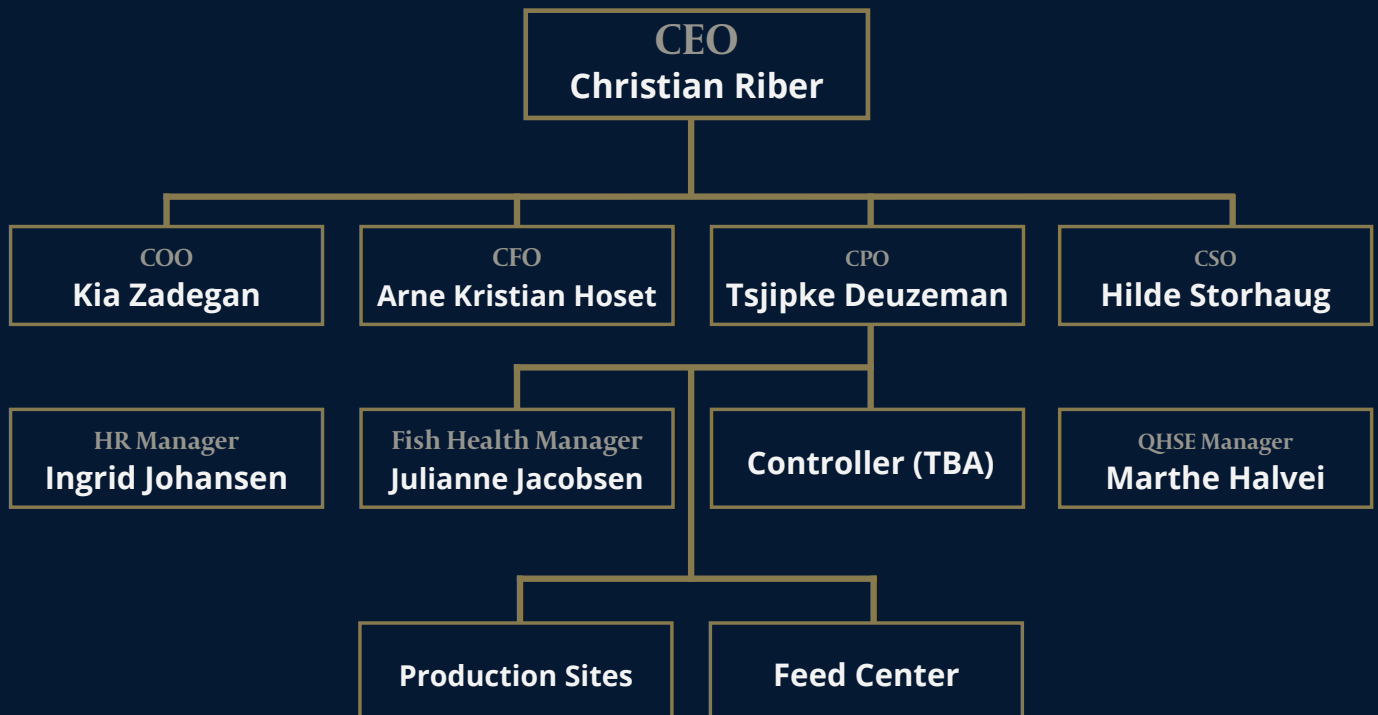 CEO
Christian Riber
COO
Kia Zadegan
CFO
Arne Kristian Hoset
CPO
Tsjipke Deuzeman
CSO
Hilde Storhaug
HR Manager
Ingrid Johansen
Fish Health Manager
Julianne Jacobsen
Controller (TBA)
QHSE Manager
Marthe Halvei
Production Sites
Feed Center